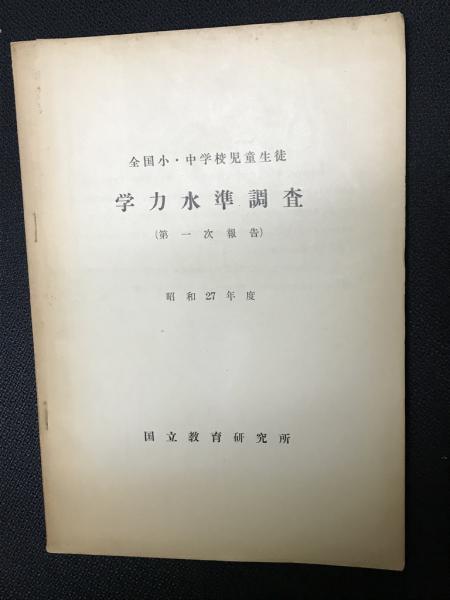 全国小・中学校児童生徒
学力水準調査
(第一次報告)
昭和27年度
国立教育研究所